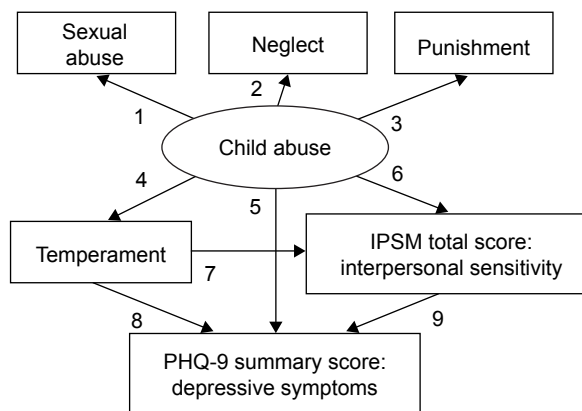 Sexual
abuse
Neglect
Punishment
1
2
3
Child abuse
4
5
6
Temperament
7
IPSM total score:
interpersonal sensitivity
8
9
PHQ-9 summary score:
depressive symptoms